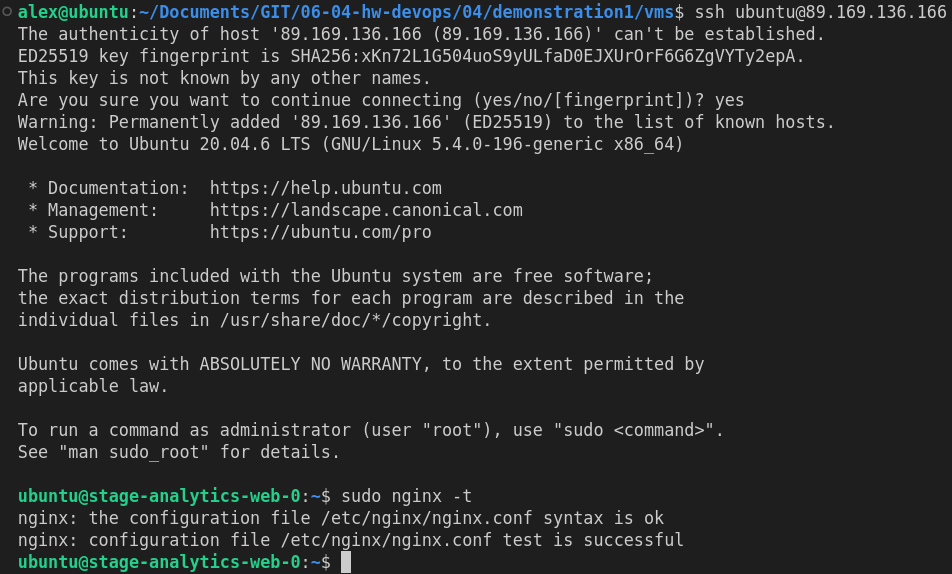 alex@ubuntu:~/Documents/GIT/06-04-hw-devops/04/demonstration1/vms$ ssh ubuntu@89.169.136.166
The authenticity of host '89.169.136.166 (89.169.136.166)' can't be established.
ED25519 key fingerprint is SHA256:xKn72L1G504uoS9yULfaD0EJXUrOrF6G6ZgVYTy2epA.
This key is not known by any other names.
Are you sure you want to continue connecting (yes/no/[fingerprint])? yes
Warning: Permanently added '89.169.136.166' (ED25519) to the list of known hosts.
Welcome to Ubuntu 20.04.6 LTS (GNU/Linux 5.4.0-196-generic x86_64)

 * Documentation:  https://help.ubuntu.com
 * Management:     https://landscape.canonical.com
 * Support:        https://ubuntu.com/pro

The programs included with the Ubuntu system are free software;
the exact distribution terms for each program are described in the
individual files in /usr/share/doc/*/copyright.

Ubuntu comes with ABSOLUTELY NO WARRANTY, to the extent permitted by
applicable law.

To run a command as administrator (user "root"), use "sudo <command>".
See "man sudo_root" for details.

ubuntu@stage-analytics-web-0:~$ sudo nginx -t
nginx: the configuration file /etc/nginx/nginx.conf syntax is ok
nginx: configuration file /etc/nginx/nginx.conf test is successful
ubuntu@stage-analytics-web-0:~$